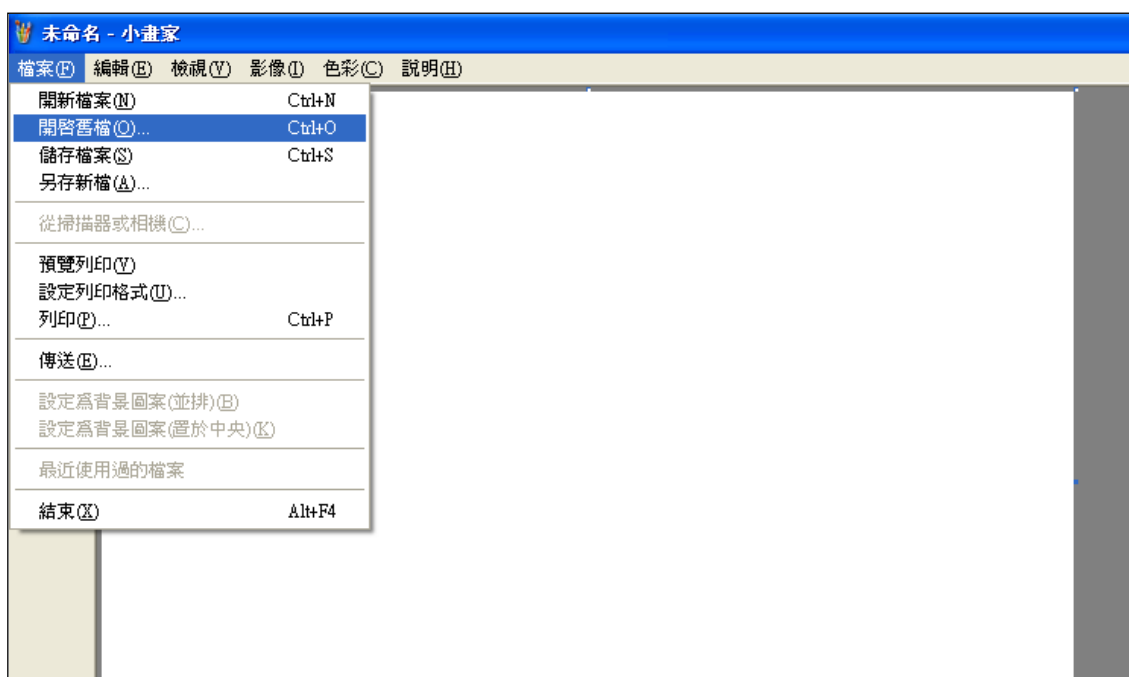 未命名 - 小畫家
檔案(F) 編輯(E) 檢視(V) 影像(I) 色彩(C) 說明(H)
開新檔案(N) Ctrl+N
開啓舊檔(O)... Ctrl+O
儲存檔案(S) Ctrl+S
另存新檔(A)...
從掃描器或相機(C)...
預覽列印(V)
設定列印格式(U)...
列印(P)... Ctrl+P
傳送(E)...
設定爲背景圖案(並排)(B)
設定爲背景圖案(置於中央)(K)
最近使用過的檔案
結束(X) Alt+F4